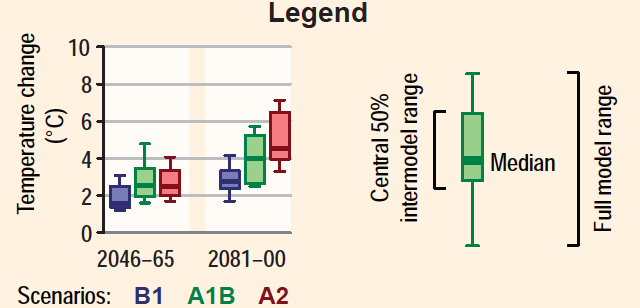 Legend
Temperature change
(°C)
10
8
6
4
2
0
2046–65
2081–00
Scenarios: B1 A1B A2
Central 50%
intermodel range
Median
Full model range